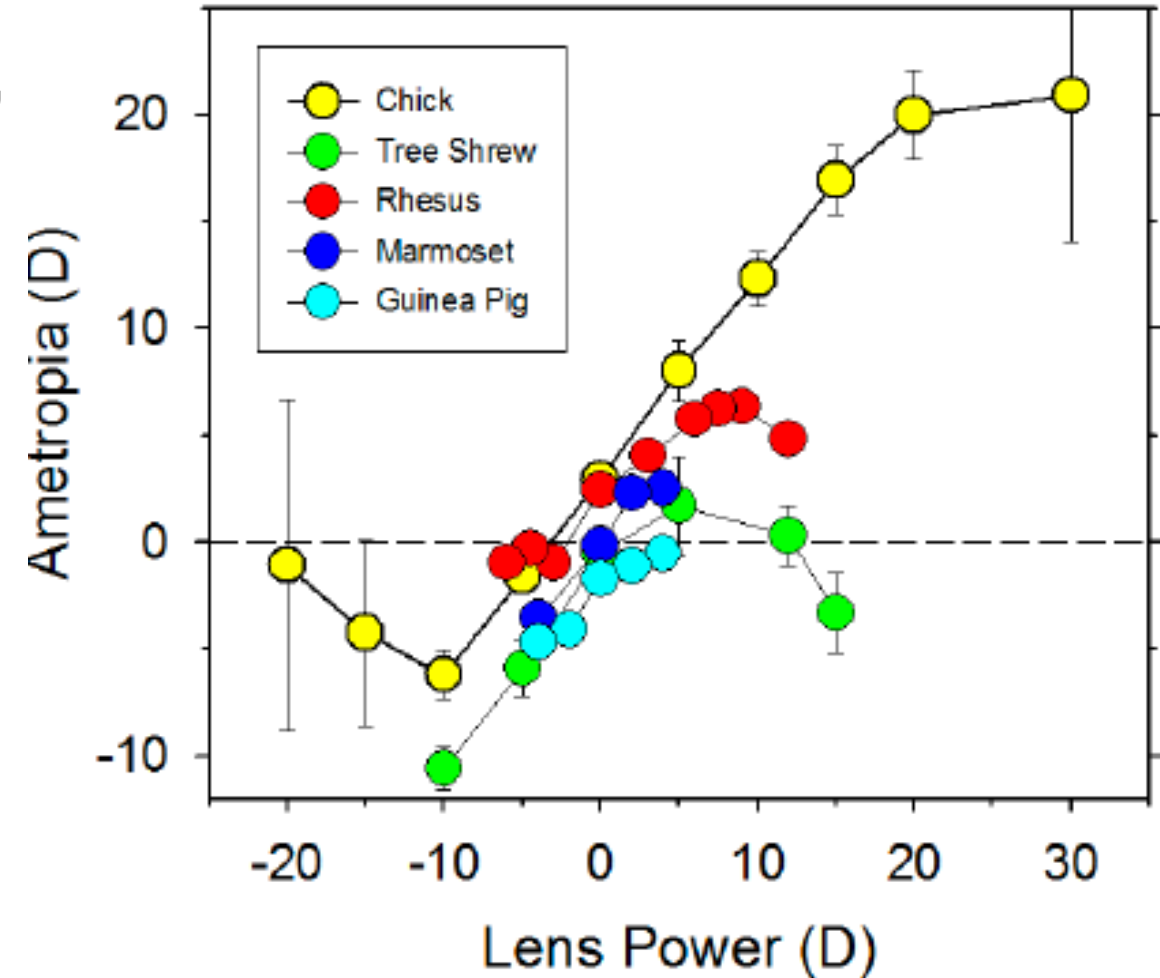 Chick
Tree Shrew
Rhesus
Marmoset
Guinea Pig
20
10
0
-10
Ametropia (D)
-20 -10 0 10 20 30
Lens Power (D)